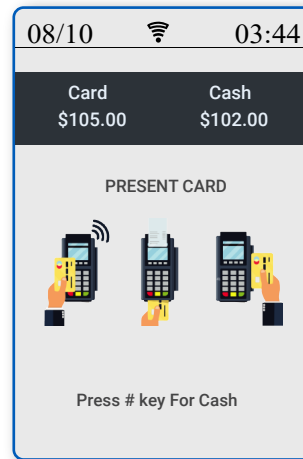 08/10 03:44
Card Cash
$105.00 $102.00
PRESENT CARD
Press # key For Cash